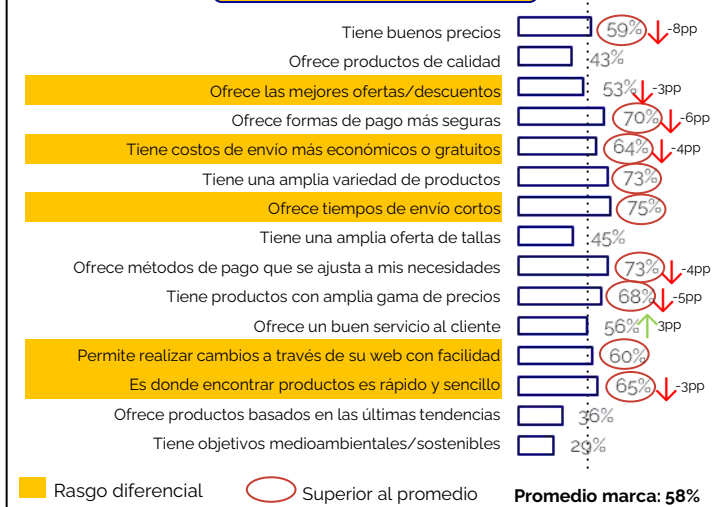 Tiene buenos precios 59% -8pp
Ofrece productos de calidad 43%
Ofrece las mejores ofertas/descuentos 53% -3pp
Ofrece formas de pago más seguras 70% -6pp
Tiene costos de envío más económicos o gratuitos 64% -4pp
Tiene una amplia variedad de productos 73%
Ofrece tiempos de envío cortos 75%
Tiene una amplia oferta de tallas 45%
Ofrece métodos de pago que se ajusta a mis necesidades 73% -4pp
Tiene productos con amplia gama de precios 68% -5pp
Ofrece un buen servicio al cliente 56% 3pp
Permite realizar cambios a través de su web con facilidad 60%
Es donde encontrar productos es rápido y sencillo 65% -3pp
Ofrece productos basados en las últimas tendencias 36%
Tiene objetivos medioambientales/sostenibles 29%
Rasgo diferencial Superior al promedio Promedio marca: 58%